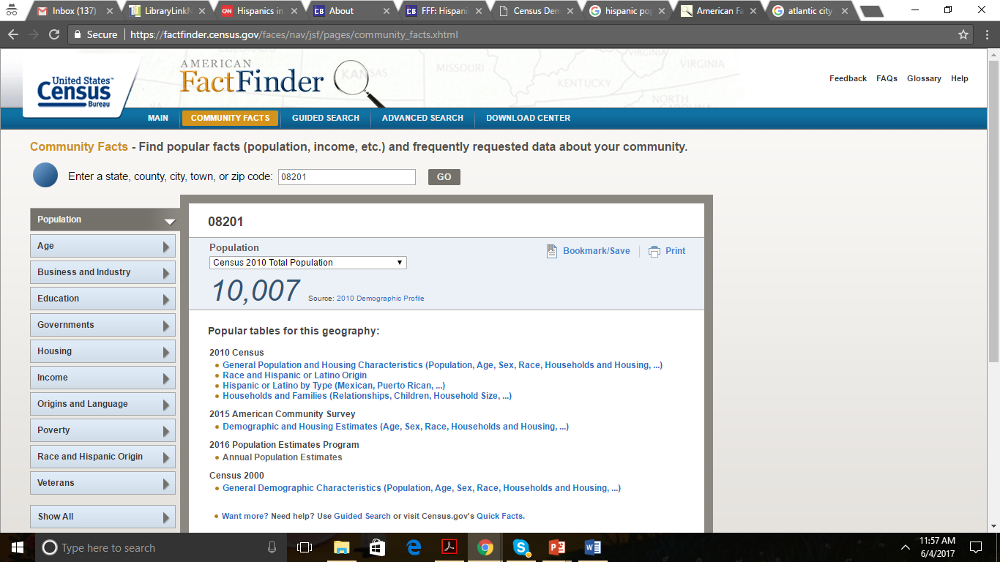 Inbox (137)
LibraryLinkN
Hispanics in
About
FFF: Hispani
Census Dem
hispanic po
American Fa
atlantic city
Secure
https://factfinder.census.gov/faces/nav/jsf/pages/community_facts.xhtml
United States™
Census
Bureau
AMERICAN
FactFinder
COLORADO
KANSAS
MISSOURI
KENTUCKY
VIRGINIA
VIRGINIA
NORTH
Feedback FAQs Glossary Help
MAIN COMMUNITY FACTS GUIDED SEARCH ADVANCED SEARCH DOWNLOAD CENTER
Community Facts - Find popular facts (population, income, etc.) and frequently requested data about your community.
Enter a state, county, city, town, or zip code: 08201 GO
Population
Age
Business and Industry
Education
Governments
Housing
Income
Origins and Language
Poverty
Race and Hispanic Origin
Veterans
Show All
08201
Population
Bookmark/Save Print
Census 2010 Total Population
10,007 Source: 2010 Demographic Profile
Popular tables for this geography:
2010 Census
• General Population and Housing Characteristics (Population, Age, Sex, Race, Households and Housing, ...)
• Race and Hispanic or Latino Origin
• Hispanic or Latino by Type (Mexican, Puerto Rican, ...)
• Households and Families (Relationships, Children, Household Size, ...)
2015 American Community Survey
• Demographic and Housing Estimates (Age, Sex, Race, Households and Housing, ...)
2016 Population Estimates Program
• Annual Population Estimates
Census 2000
• General Demographic Characteristics (Population, Age, Sex, Race, Households and Housing, ...)
• Want more? Need help? Use Guided Search or visit Census.gov's Quick Facts.
Type here to search
11:57 AM
6/4/2017